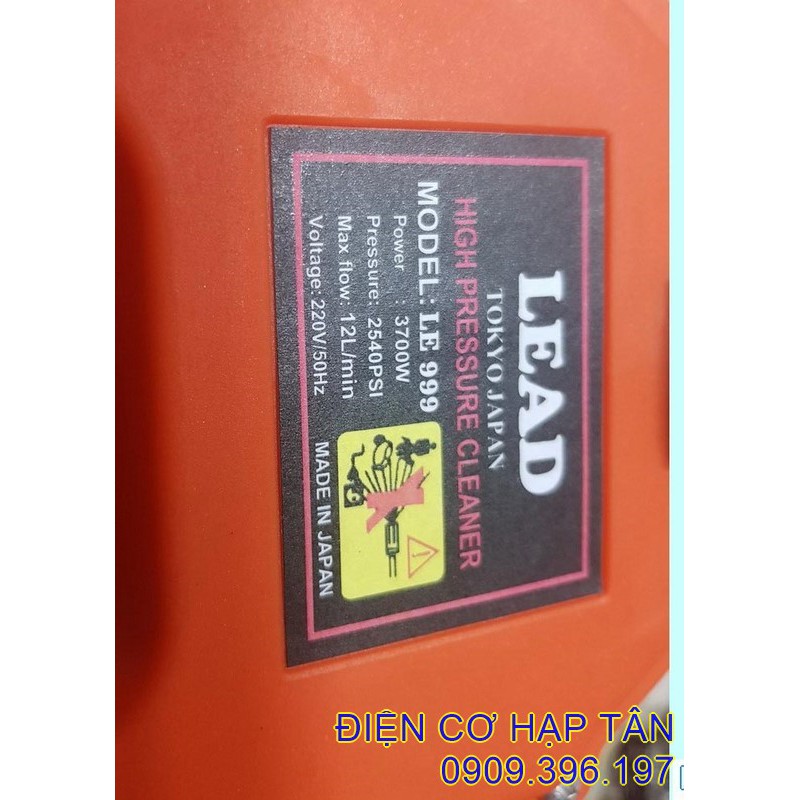 LEAD
TOKYO JAPAN
HIGH PRESSURE CLEANER
MODEL: LE 999
Power : 3700W
Pressure: 2540PSI
Max flow: 12L/min
Voltage: 220V/50Hz
MADE IN JAPAN
ĐIỆN CƠ HẠP TÂN
0909.396.197